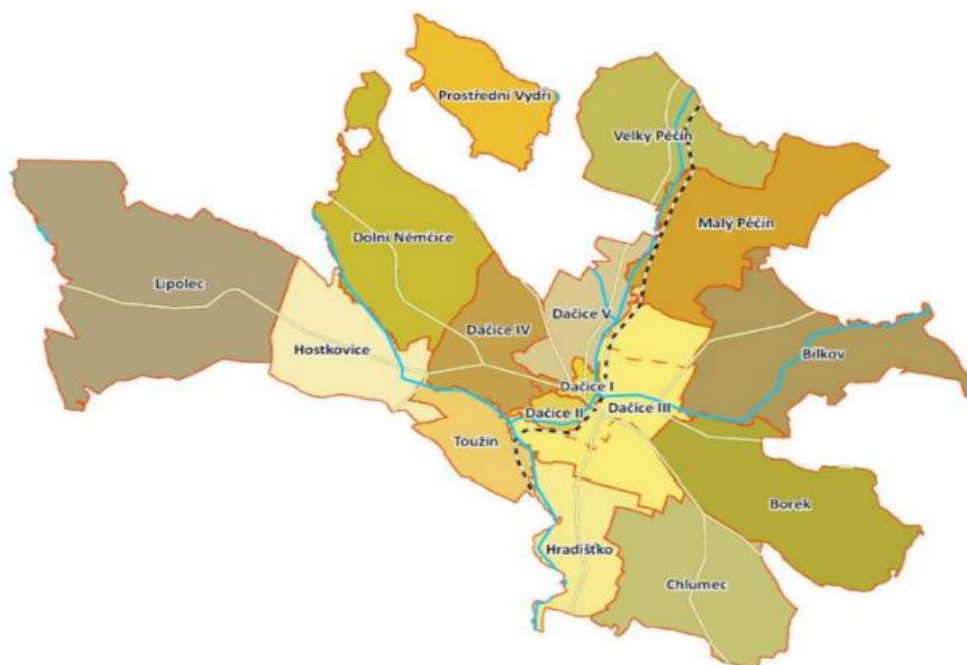 Prostřední Vydří
Velký Pěčín
Malý Pěčín
Dolní Němčice
Lipolec
Dačice V
Dačice IV
Hostkovice
Bílkov
Dačice I
Dačice II
Dačice III
Toužín
Borek
Hradišťko
Chlumec